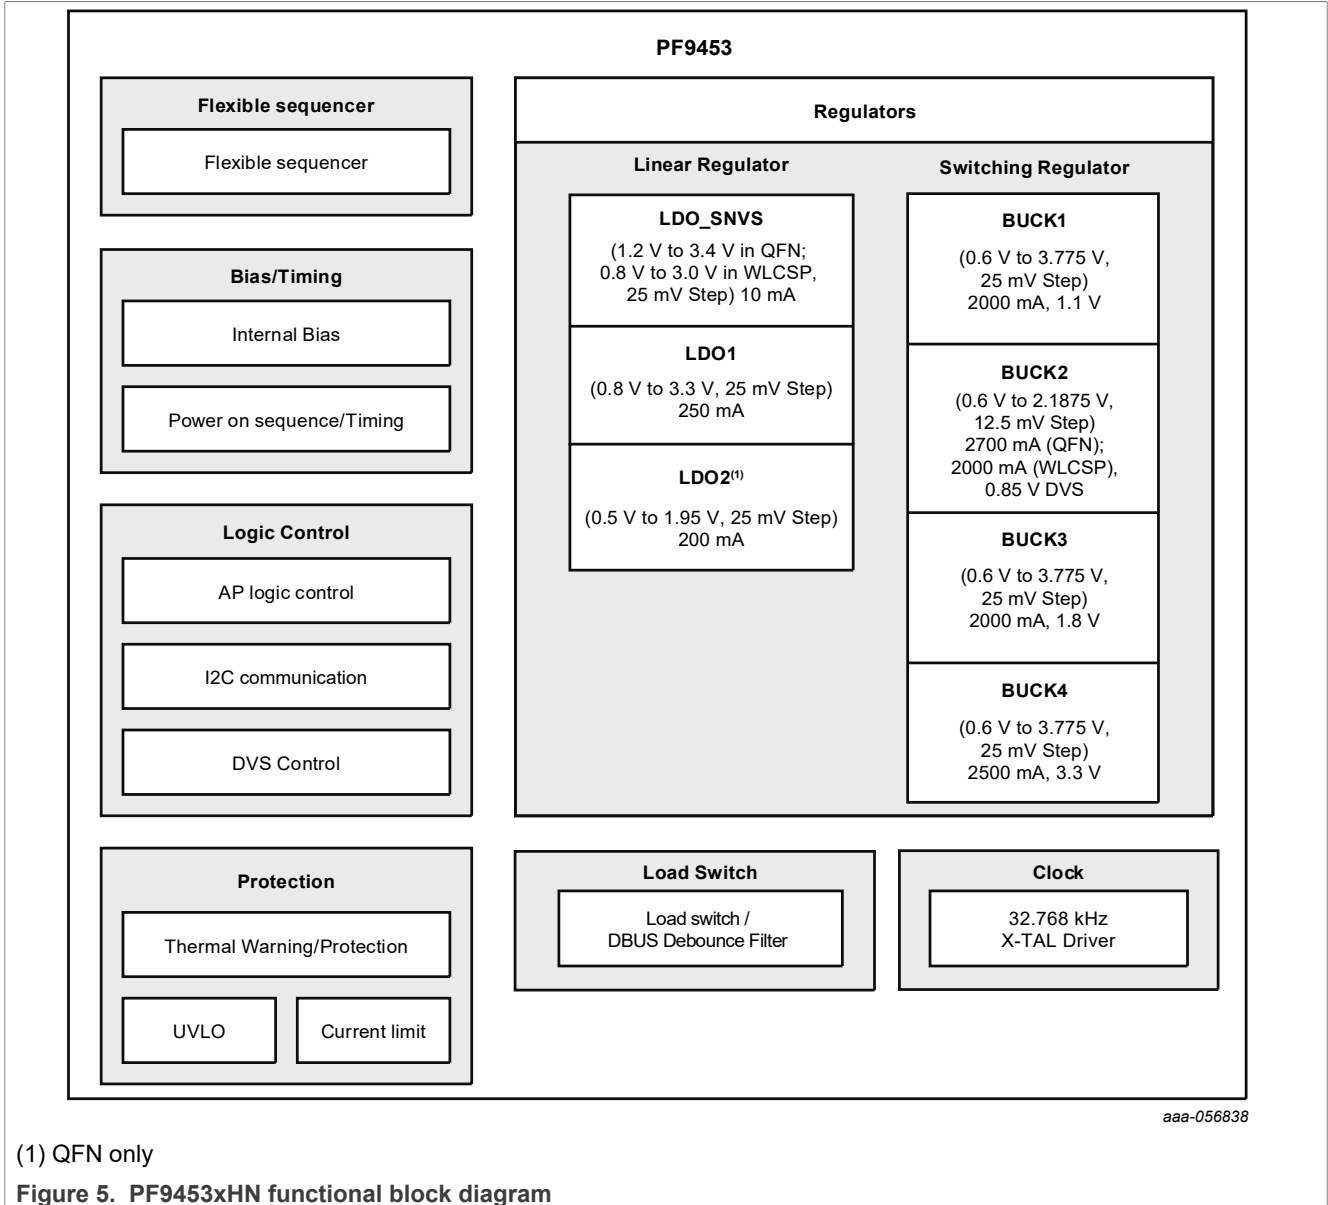 PF9453
Flexible sequencer
Flexible sequencer
Bias/Timing
Internal Bias
Power on sequence/Timing
Logic Control
AP logic control
I2C communication
DVS Control
Protection
Thermal Warning/Protection
UVLO
Current limit
Regulators
Linear Regulator
LDO_SNVS
(1.2 V to 3.4 V in QFN;
0.8 V to 3.0 V in WLCSP,
25 mV Step) 10 mA
LDO1
(0.8 V to 3.3 V, 25 mV Step)
250 mA
LDO2(1)
(0.5 V to 1.95 V, 25 mV Step)
200 mA
Switching Regulator
BUCK1
(0.6 V to 3.775 V,
25 mV Step)
2000 mA, 1.1 V
BUCK2
(0.6 V to 2.1875 V,
12.5 mV Step)
2700 mA (QFN);
2000 mA (WLCSP),
0.85 V DVS
BUCK3
(0.6 V to 3.775 V,
25 mV Step)
2000 mA, 1.8 V
BUCK4
(0.6 V to 3.775 V,
25 mV Step)
2500 mA, 3.3 V
Load Switch
Load switch /
DBUS Debounce Filter
Clock
32.768 kHz
X-TAL Driver
aaa-056838
(1) QFN only
Figure 5. PF9453xHN functional block diagram